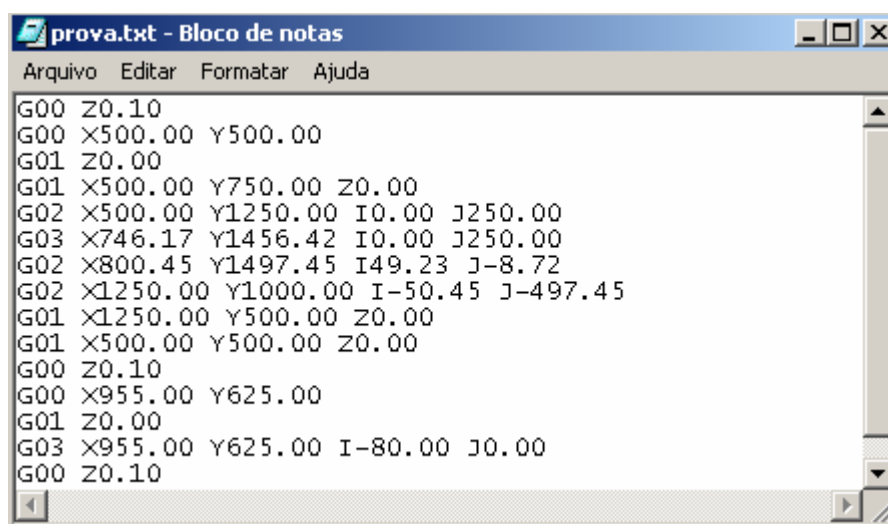 prova.txt - Bloco de notas
Arquivo Editar Formatar Ajuda
G00 Z0.10
G00 X500.00 Y500.00
G01 Z0.00
G01 X500.00 Y750.00 Z0.00
G02 X500.00 Y1250.00 I0.00 J250.00
G03 X746.17 Y1456.42 I0.00 J250.00
G02 X800.45 Y1497.45 I49.23 J-8.72
G02 X1250.00 Y1000.00 I-50.45 J-497.45
G01 X1250.00 Y500.00 Z0.00
G01 X500.00 Y500.00 Z0.00
G00 Z0.10
G00 X955.00 Y625.00
G01 Z0.00
G03 X955.00 Y625.00 I-80.00 J0.00
G00 Z0.10